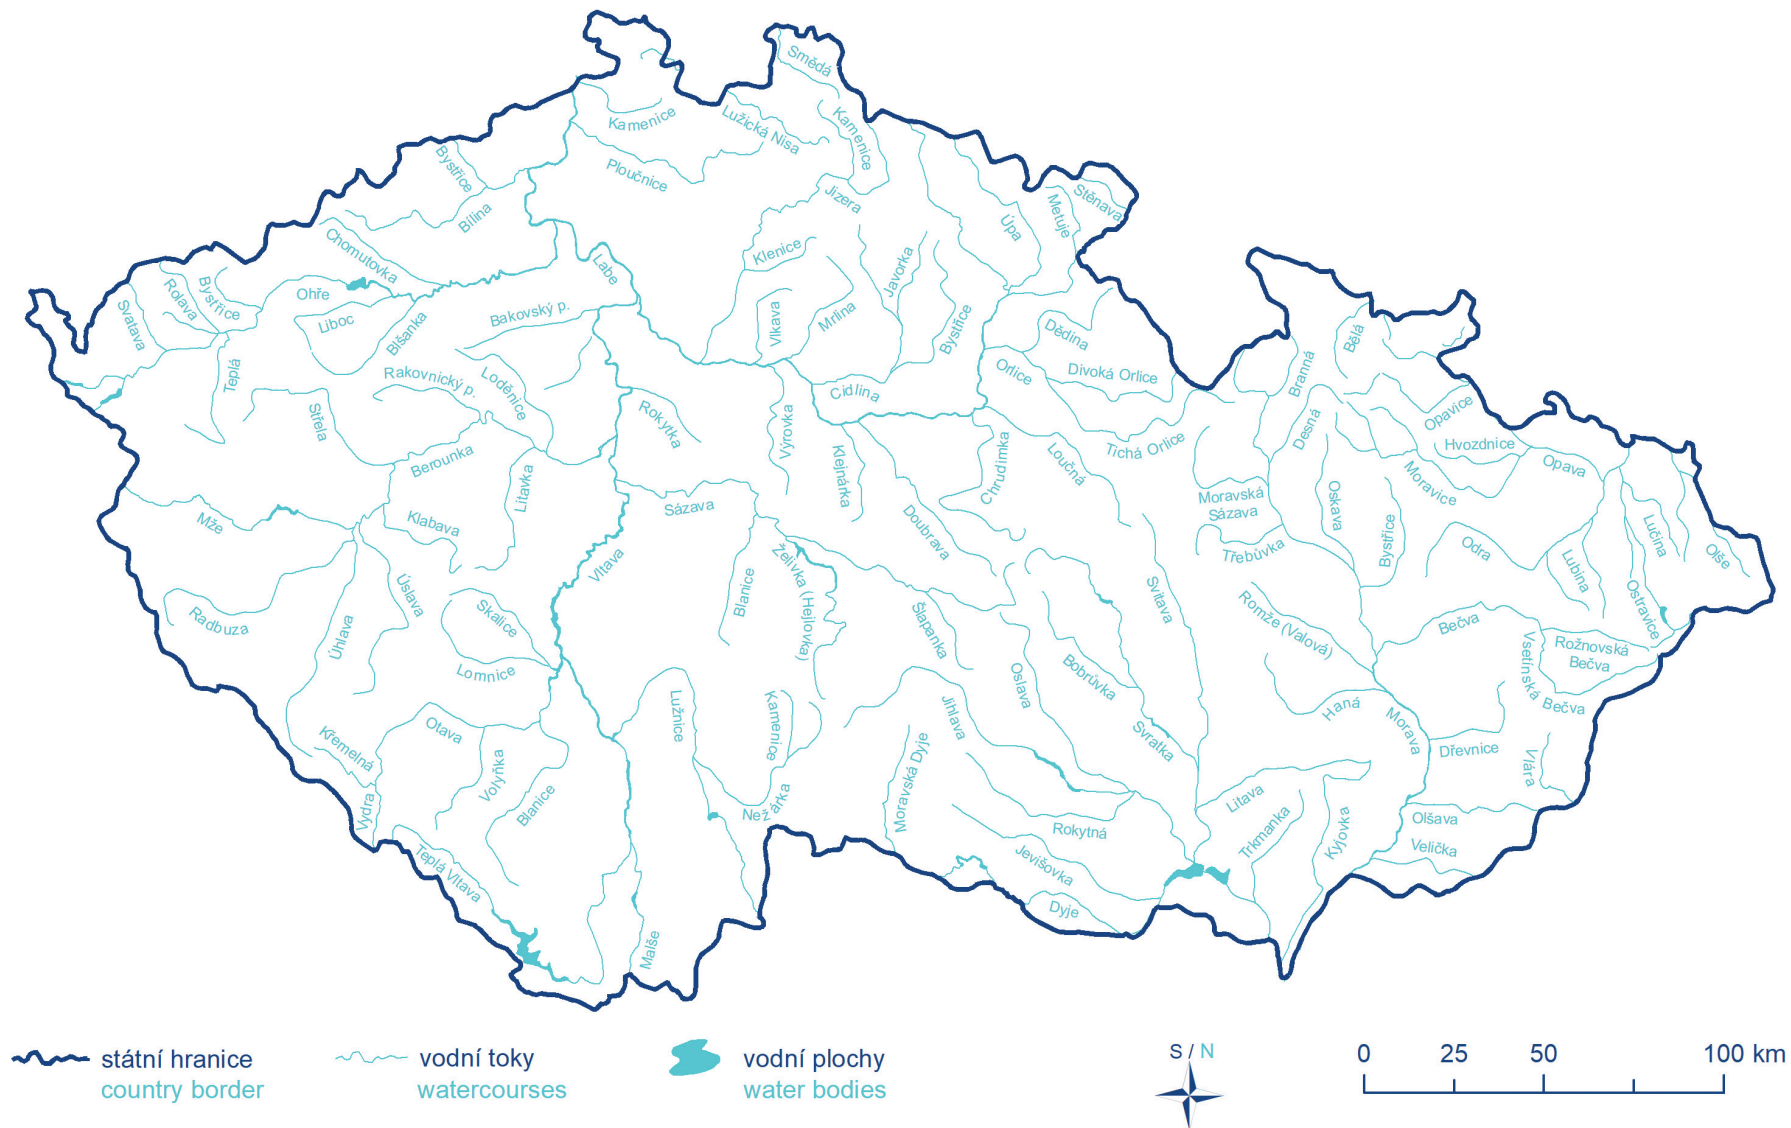 Smědá
Kamenice
Lužická Nisa
Kamenice
Ploučnice
Bystřice
Bílina
Jizera
Stěnava
Metuje
Úpa
Chomutovka
Klenice
Labe
Javorka
Rolava
Bystřice
Svatava
Ohře
Liboc
Blšanka
Bakovský p.
Vlkava
Mrlina
Bystřice
Dědina
Bělá
Branná
Teplá
Rakovnický p.
Loděnice
Cidlina
Orlice
Divoká Orlice
Střela
Rokytka
Výrovka
Opavice
Desná
Hvozdnice
Tichá Orlice
Berounka
Litavka
Klejnárka
Chrudimka
Loučná
Opava
Moravice
Sázava
Moravská
Sázava
Oskava
Mže
Klabava
Doubrava
Bystřice
Třebůvka
Odra
Lučina
Olše
Vltava
Želivka (Hejlovka)
Blanice
Lubina
Ostravice
Úslava
Skalice
Svitava
Romže (Valová)
Radbuza
Úhlava
Šlapanka
Bečva
Rožnovská
Bečva
Vsetínská
Bečva
Lomnice
Bobrůvka
Oslava
Lužnice
Kamenice
Jihlava
Haná
Morava
Otava
Křemelná
Svratka
Moravská Dyje
Dřevnice
Vlára
Volyňka
Blanice
Vydra
Nežárka
Litava
Rokytná
Trkmanka
Kyjovka
Olšava
Velička
Teplá Vltava
Jevišovka
Dyje
Malše
státní hranice
country border
vodní toky
watercourses
vodní plochy
water bodies
S / N
0 25 50 100 km